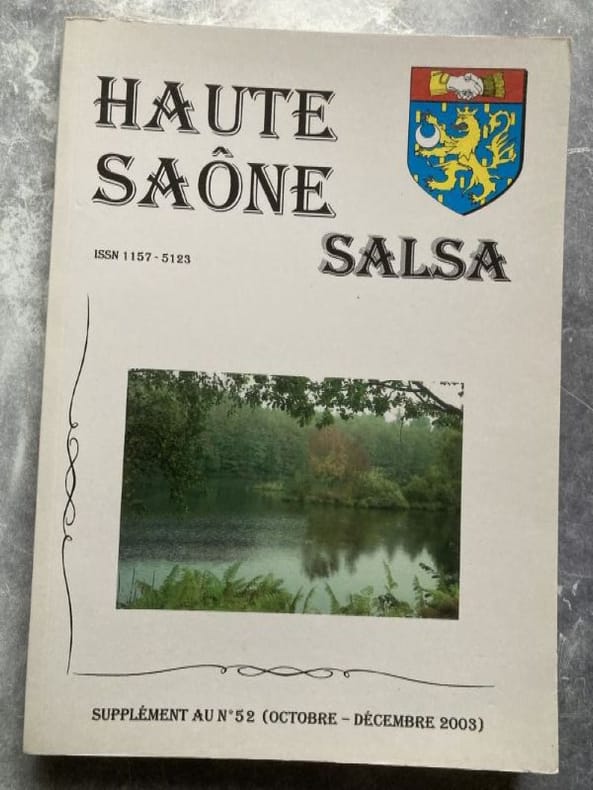 HAUTE
SAÔNE
SALSA
ISSN 1157 - 5123
SUPPLÉMENT AU N°52 (OCTOBRE – DÉCEMBRE 2003)